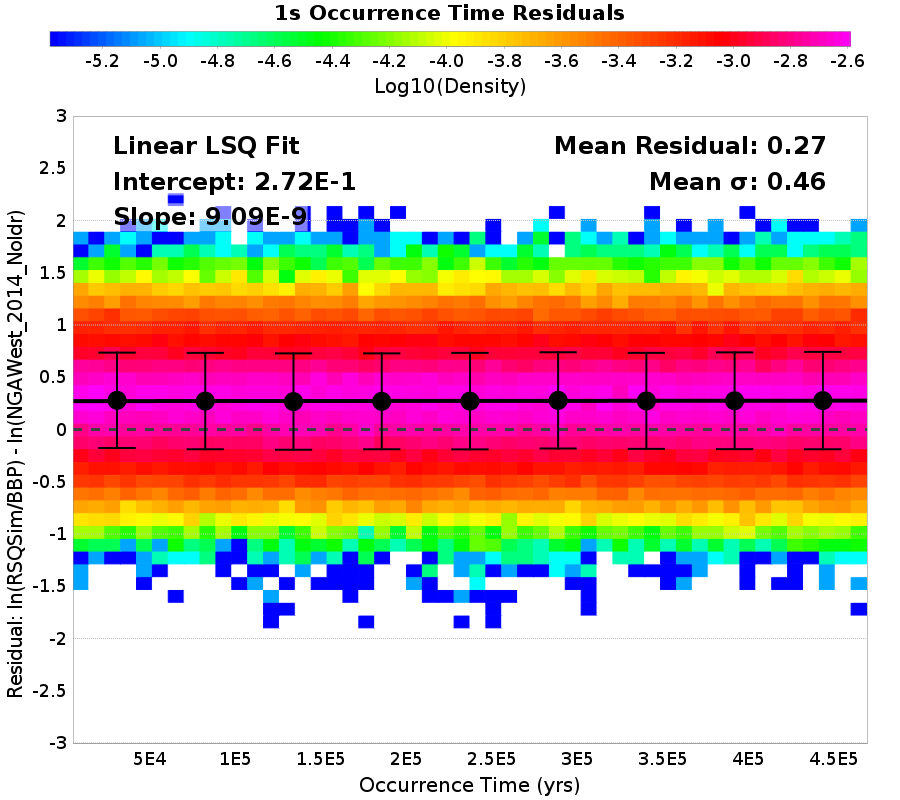 1s Occurrence Time Residuals
-5.2 -5.0 -4.8 -4.6 -4.4 -4.2 -4.0 -3.8 -3.6 -3.4 -3.2 -3.0 -2.8 -2.6
Log10(Density)
Linear LSQ Fit
Intercept: 2.72E-1
Slope: 9.09E-9
Mean Residual: 0.27
Mean σ: 0.46
3
2.5
2
1.5
1
0.5
0
-0.5
-1
-1.5
-2
-2.5
-3
Residual: ln(RSQSim/BBP) - ln(NGAWest_2014_NoIdr)
5E4 1E5 1.5E5 2E5 2.5E5 3E5 3.5E5 4E5 4.5E5
Occurrence Time (yrs)